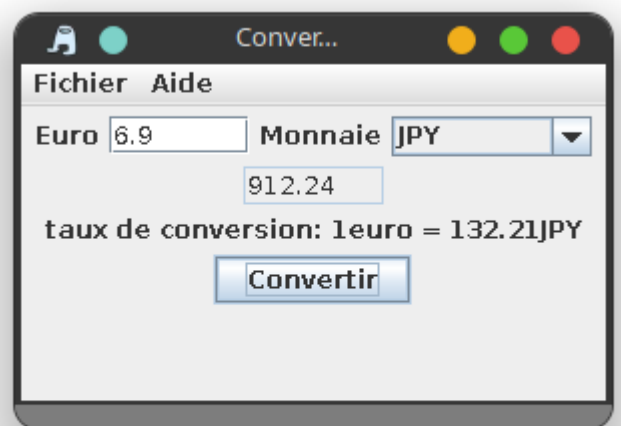 Conver...
Fichier Aide
Euro 6.9 Monnaie JPY
912.24
taux de conversion: 1euro = 132.21JPY
Convertir